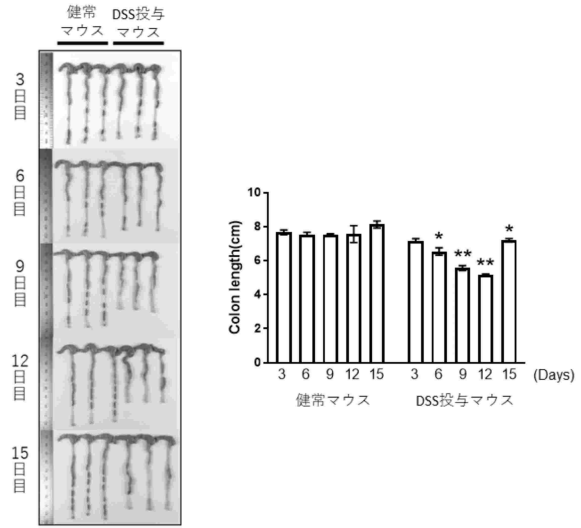 健常
マウス
DSS投与
マウス
3
日
目
6
日
目
9
日
目
12
日
目
15
日
目
Colon length(cm)
10
8
6
4
2
0
* ** ** *
3 6 9 12 15 3 6 9 12 15 (Days)
健常マウス DSS投与マウス